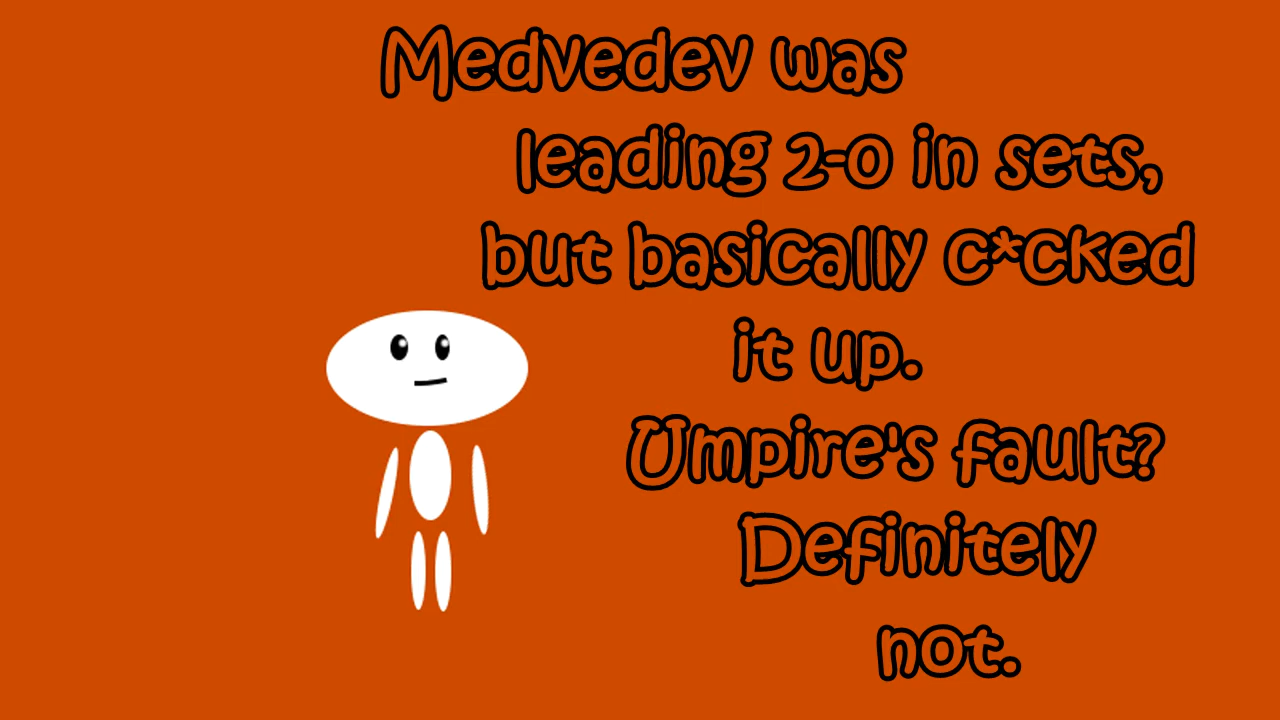 Medvedev was
leading 2-0 in sets,
but basically c*cked
it up.
Umpire's fault?
Definitely
not.